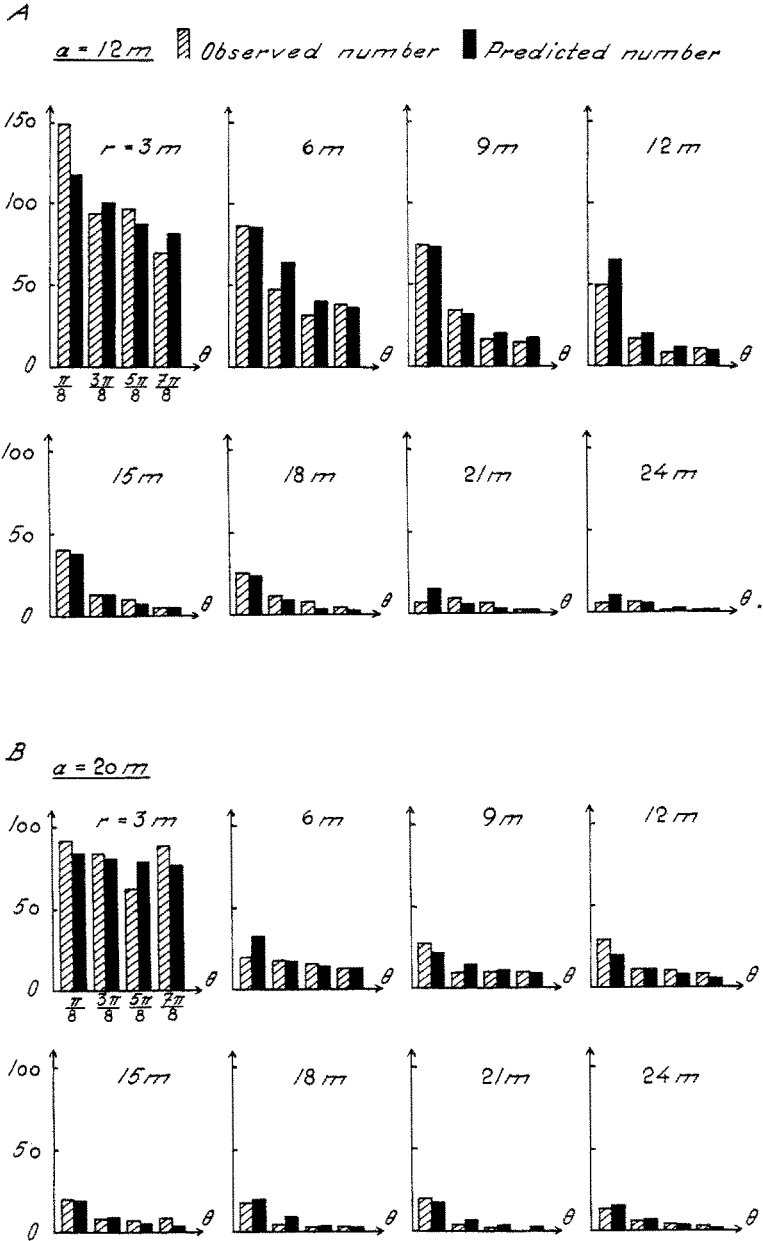 A
a = 12 m Observed number Predicted number
150
r = 3 m 6 m 9 m 12 m
100
50
0 θ θ θ θ
π/8 3π/8 5π/8 7π/8
100
15 m 18 m 21 m 24 m
50
0 θ θ θ θ.
B
a = 20 m
100 r = 3 m 6 m 9 m 12 m
50
0 θ θ θ θ
π/8 3π/8 5π/8 7π/8
100 15 m 18 m 21 m 24 m
50
0 θ θ θ θ